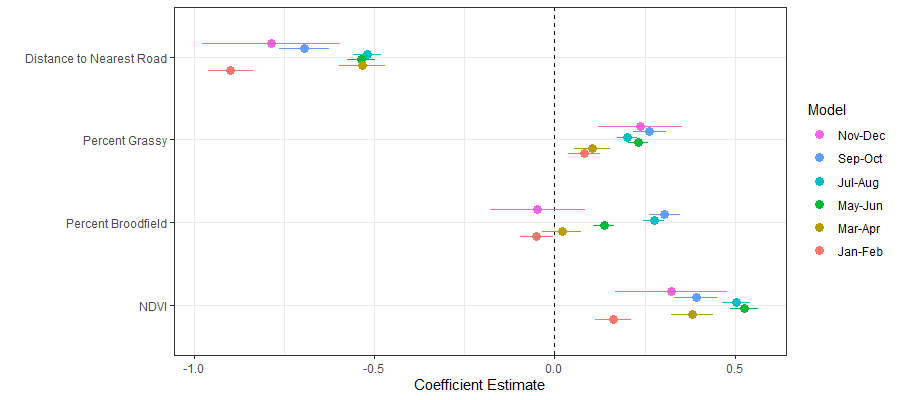 Distance to Nearest Road
Percent Grassy
Percent Broodfield
NDVI
-1.0
-0.5
0.0
0.5
Coefficient Estimate
Model
Nov-Dec
Sep-Oct
Jul-Aug
May-Jun
Mar-Apr
Jan-Feb